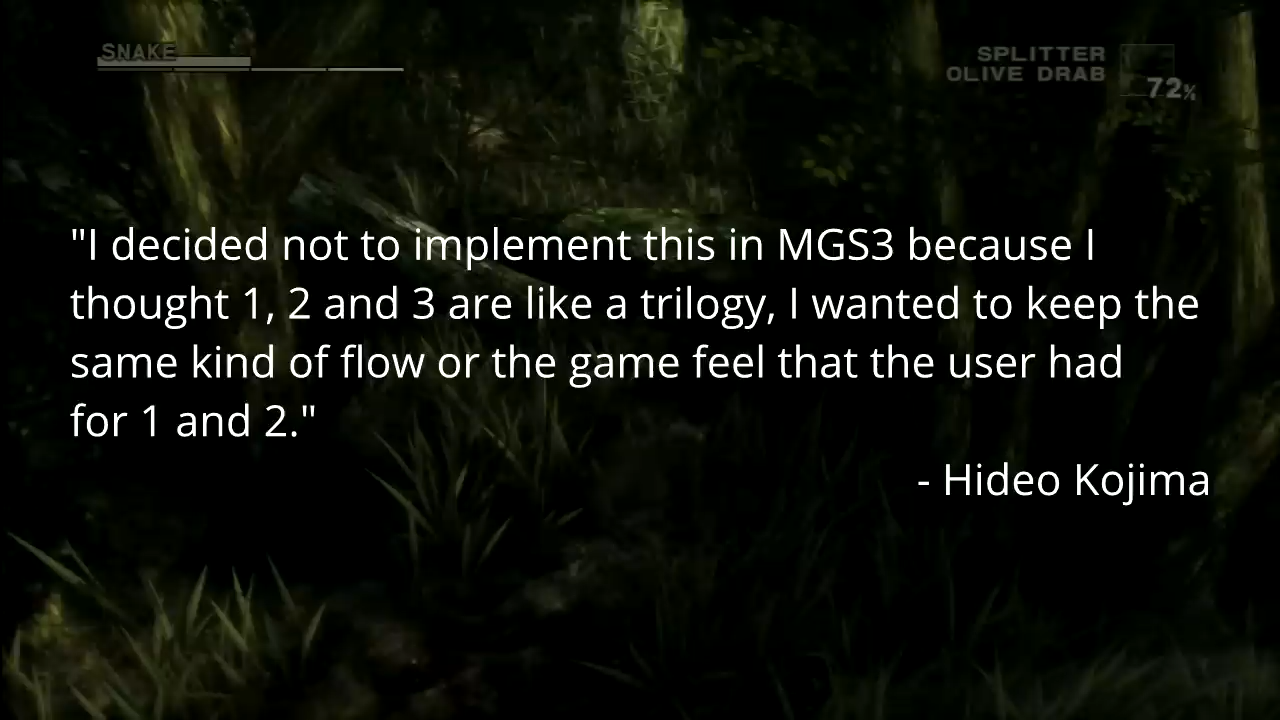 SNAKE
SPLITTER
OLIVE DRAB
72%
"I decided not to implement this in MGS3 because I
thought 1, 2 and 3 are like a trilogy, I wanted to keep the
same kind of flow or the game feel that the user had
for 1 and 2."
- Hideo Kojima